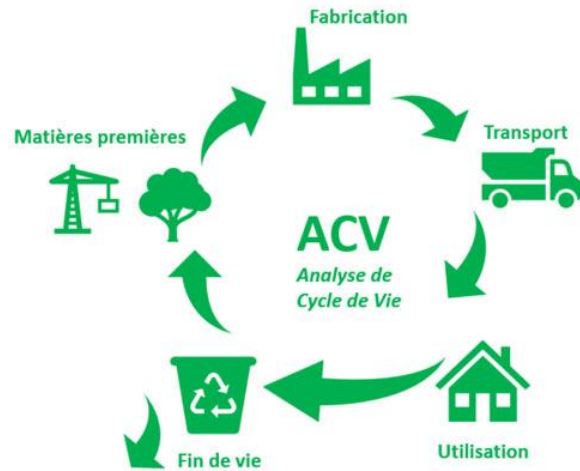 Fabrication
Matières premières
Transport
ACV
Analyse de
Cycle de Vie
Fin de vie
Utilisation